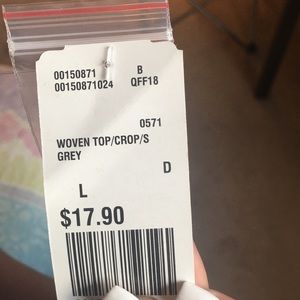 00150871 B
00150871024 QFF18
0571
WOVEN TOP/CROP/S
GREY
D
L
$17.90